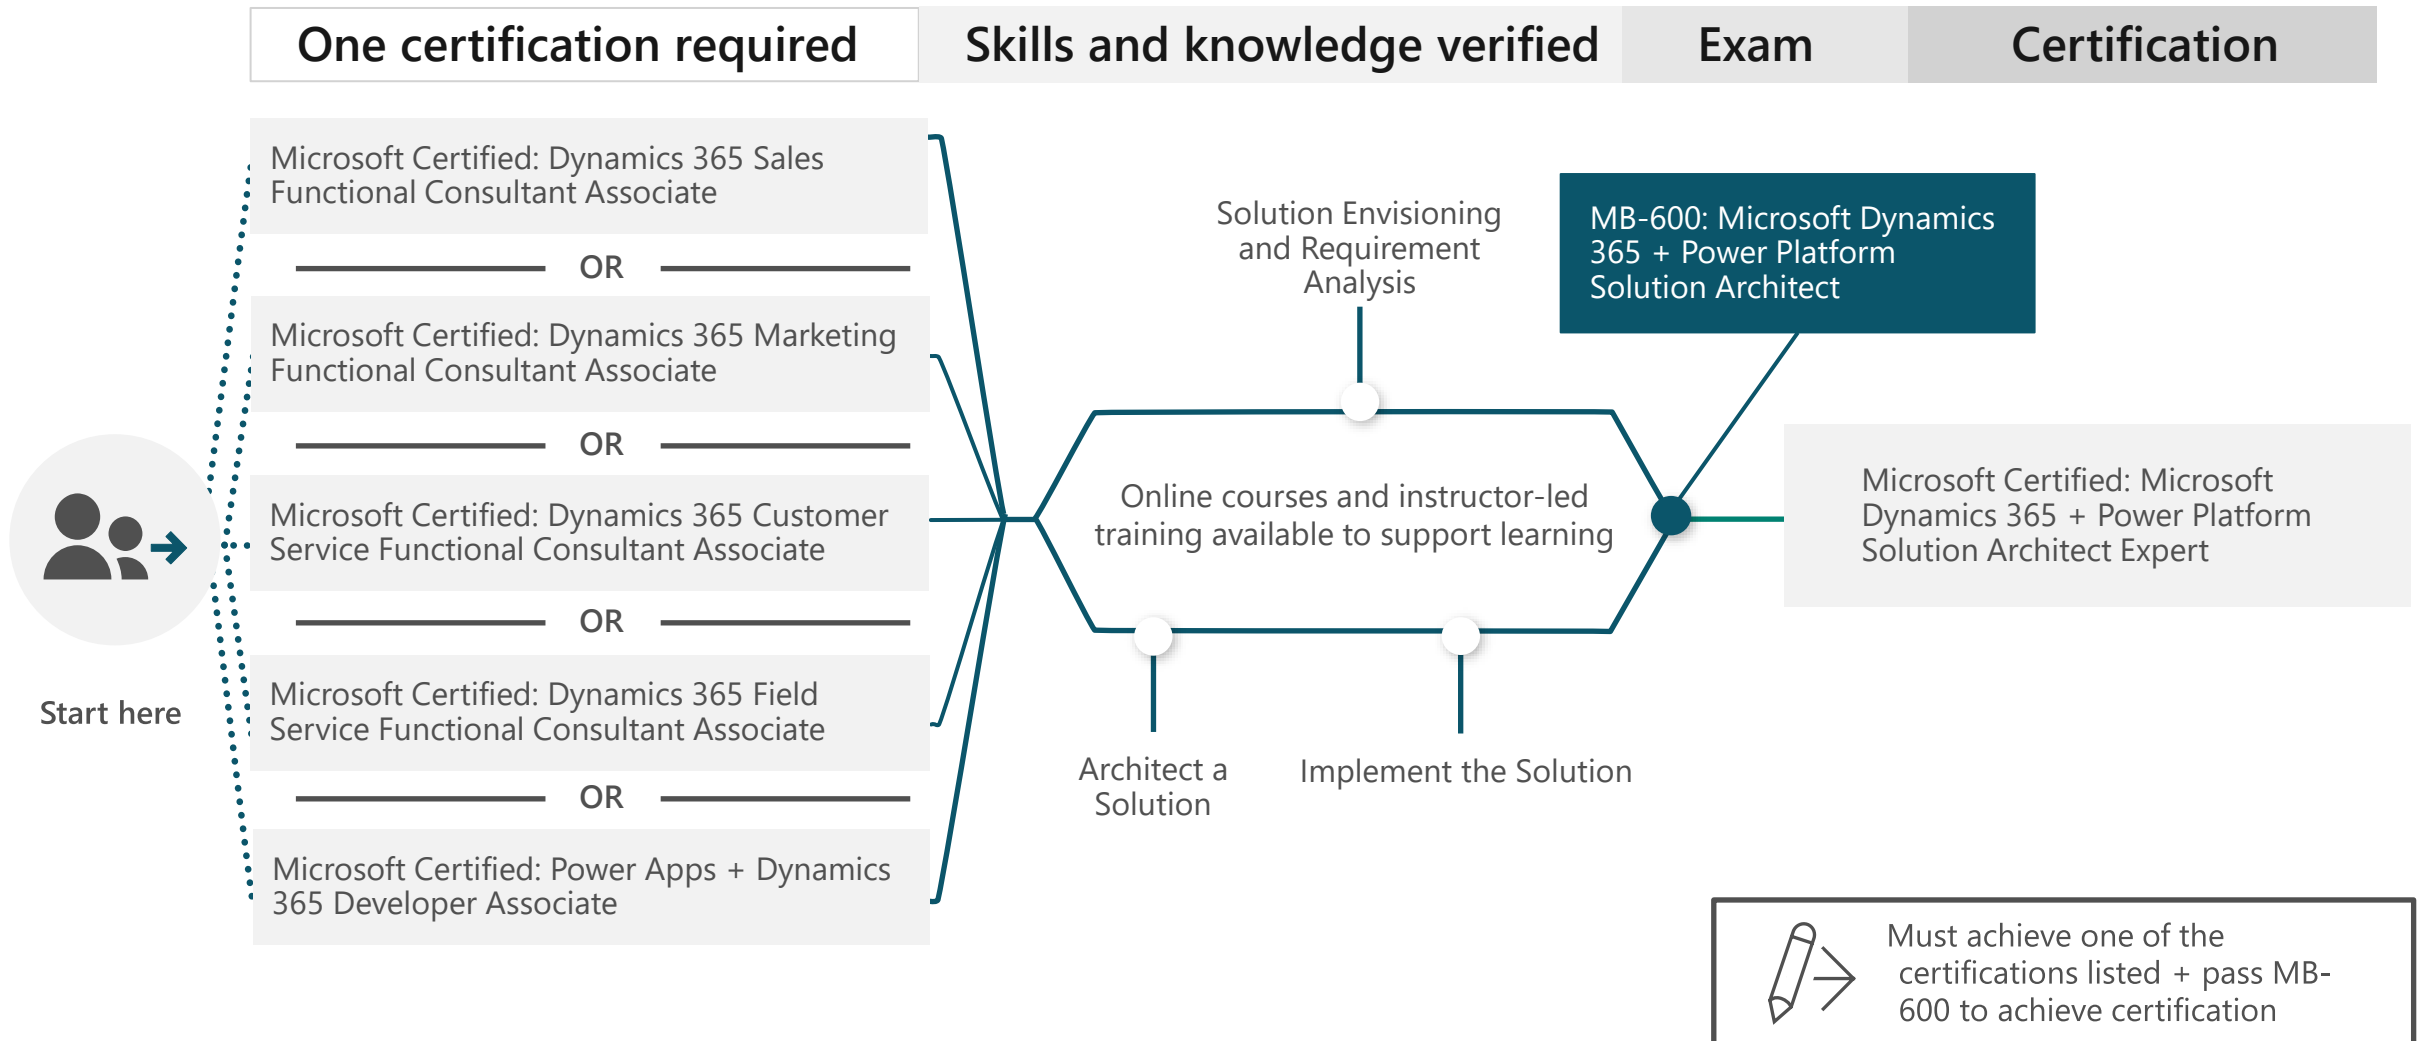 One certification required
Skills and knowledge verified
Exam
Certification
Start here
Microsoft Certified: Dynamics 365 Sales
Functional Consultant Associate
OR
Microsoft Certified: Dynamics 365 Marketing
Functional Consultant Associate
OR
Microsoft Certified: Dynamics 365 Customer
Service Functional Consultant Associate
OR
Microsoft Certified: Dynamics 365 Field
Service Functional Consultant Associate
OR
Microsoft Certified: Power Apps + Dynamics
365 Developer Associate
Solution Envisioning
and Requirement
Analysis
Online courses and instructor-led
training available to support learning
Architect a
Solution
Implement the Solution
MB-600: Microsoft Dynamics
365 + Power Platform
Solution Architect
Microsoft Certified: Microsoft
Dynamics 365 + Power Platform
Solution Architect Expert
Must achieve one of the
certifications listed + pass MB-
600 to achieve certification